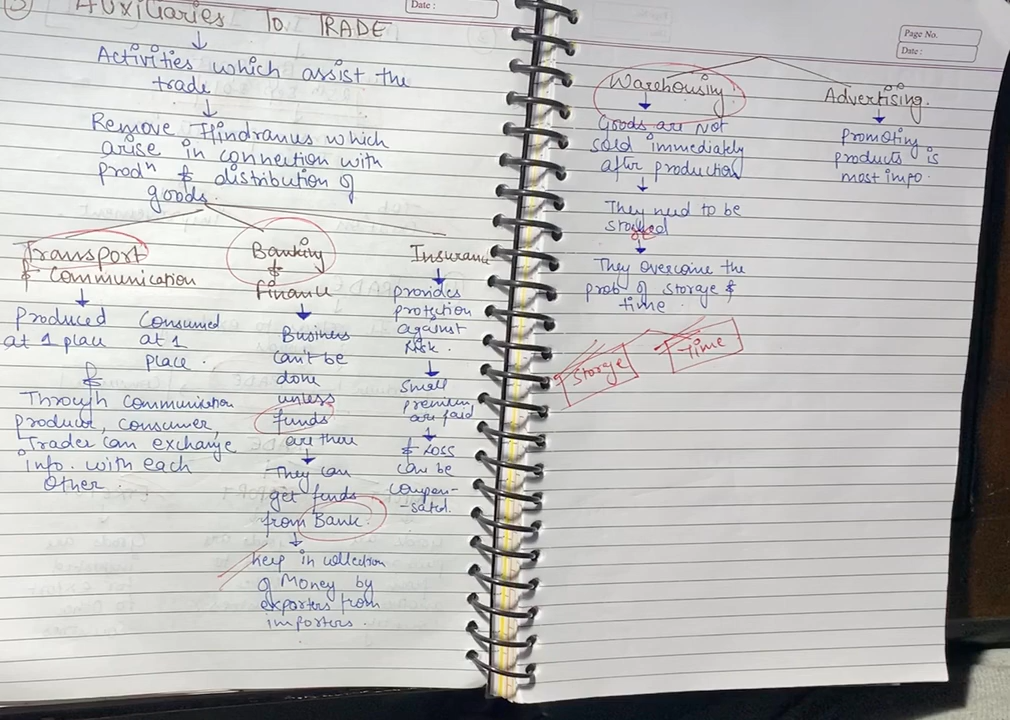 3
AUXILIARIES TO TRADE
Date :
Activities which assist the
trade
Remove Hindrances which
arise in connection with
prodn & distribution of
goods.
Transport
& Communication
Produced at 1 place
Consumed at 1 place.
&
Through communication
producer, consumer,
Trader can exchange
info. with each
other.
Banking
&
Finance
Business
can't be
done
unless
funds
are there
They can
get funds
from Bank.
Keep in collection
of Money by
exporters from
importers.
Insurance
provides
protection
against
Risk.
Small
premium
are paid
& Loss
can be
compen-
-sated.
Page No.
Date :
Warehousing
Goods are Not
sold immediately
after production
They need to be
stored
They overcome the
prob of storage &
time.
Storage
Time
Advertising.
Promoting
products is
most impo.